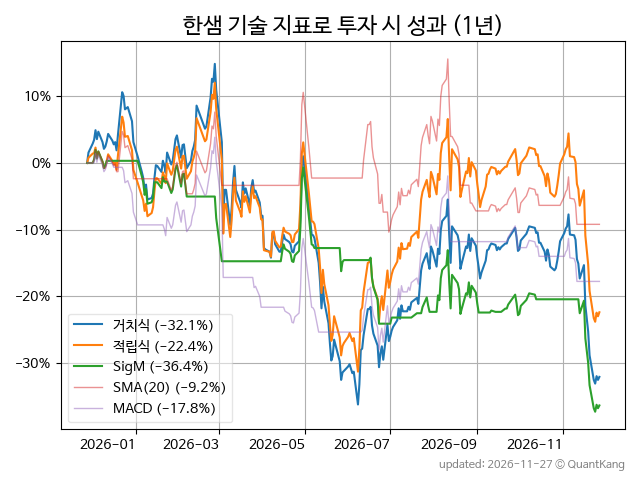 한샘 기술 지표로 투자 시 성과 (1년)
10%
0%
−10%
−20%
−30%
거치식 (−32.1%)
적립식 (−22.4%)
SigM (−36.4%)
SMA(20) (−9.2%)
MACD (−17.8%)
2026−01 2026−03 2026−05 2026−07 2026−09 2026−11
updated: 2026−11−27 ⓒ QuantKang